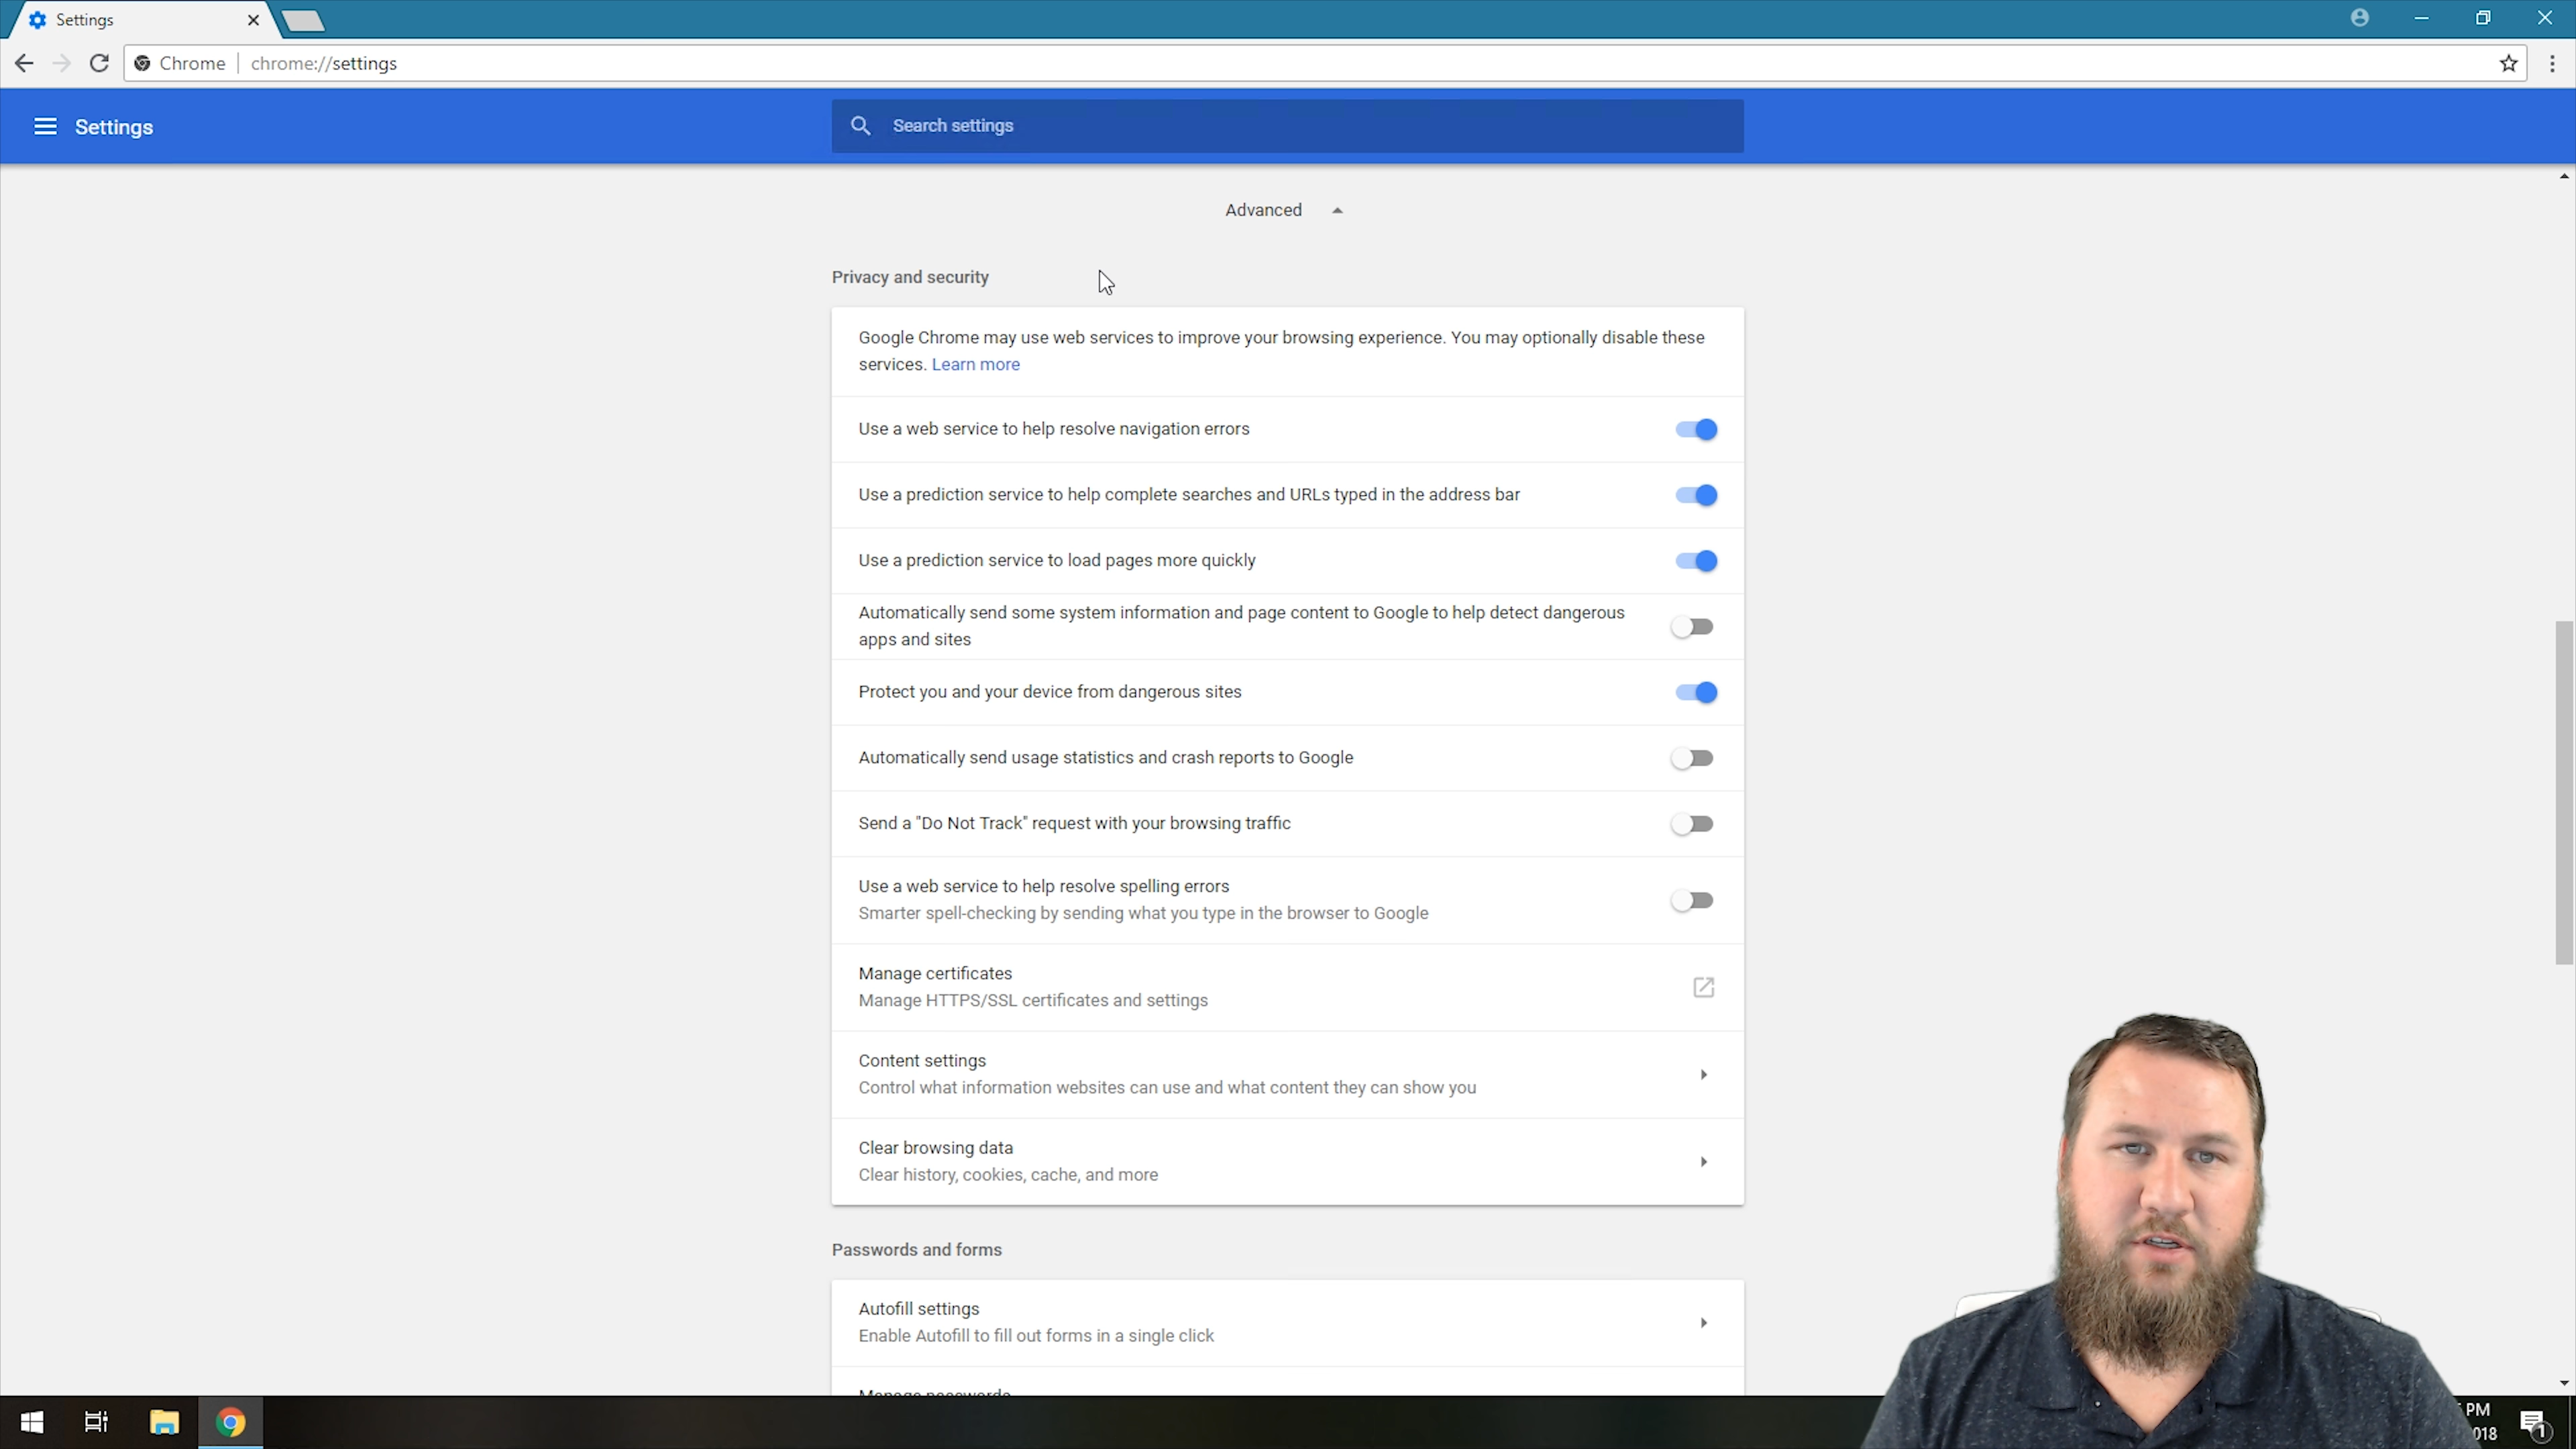 Settings
Chrome
chrome://settings
Settings
Search settings
Advanced
Privacy and security
Google Chrome may use web services to improve your browsing experience. You may optionally disable these
services. Learn more
Use a web service to help resolve navigation errors
Use a prediction service to help complete searches and URLs typed in the address bar
Use a prediction service to load pages more quickly
Automatically send some system information and page content to Google to help detect dangerous
apps and sites
Protect you and your device from dangerous sites
Automatically send usage statistics and crash reports to Google
Send a "Do Not Track" request with your browsing traffic
Use a web service to help resolve spelling errors
Smarter spell-checking by sending what you type in the browser to Google
Manage certificates
Manage HTTPS/SSL certificates and settings
Content settings
Control what information websites can use and what content they can show you
Clear browsing data
Clear history, cookies, cache, and more
Passwords and forms
Autofill settings
Enable Autofill to fill out forms in a single click
Manage passwords
PM
018
1